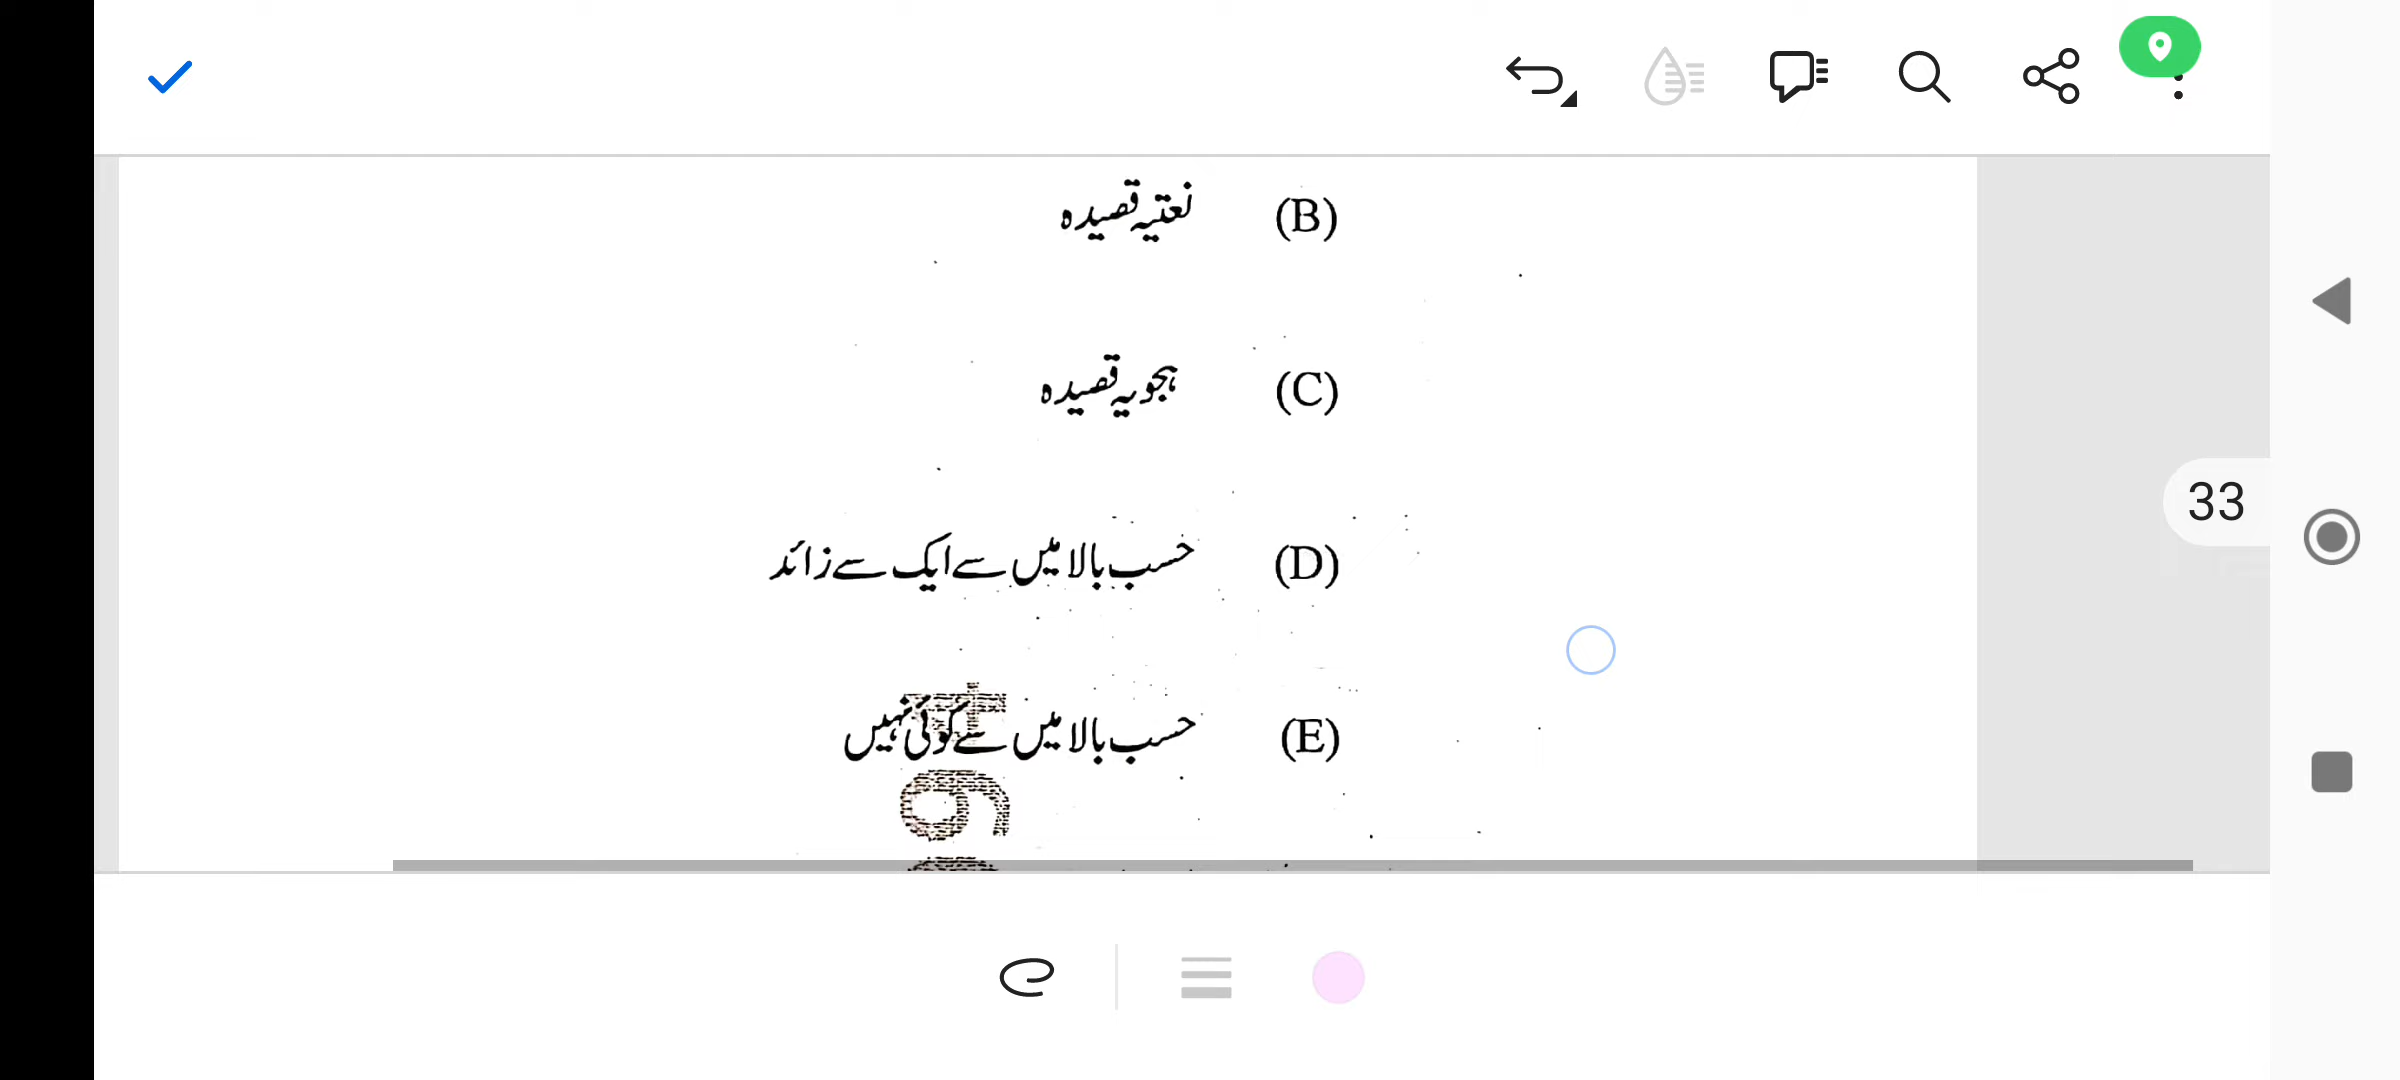 (B) نعتیہ قصیدہ
(C) ہجویہ قصیدہ
(D) حسب بالا میں سے ایک سے زائد
33
(E) حسب بالا میں سے کوئی نہیں